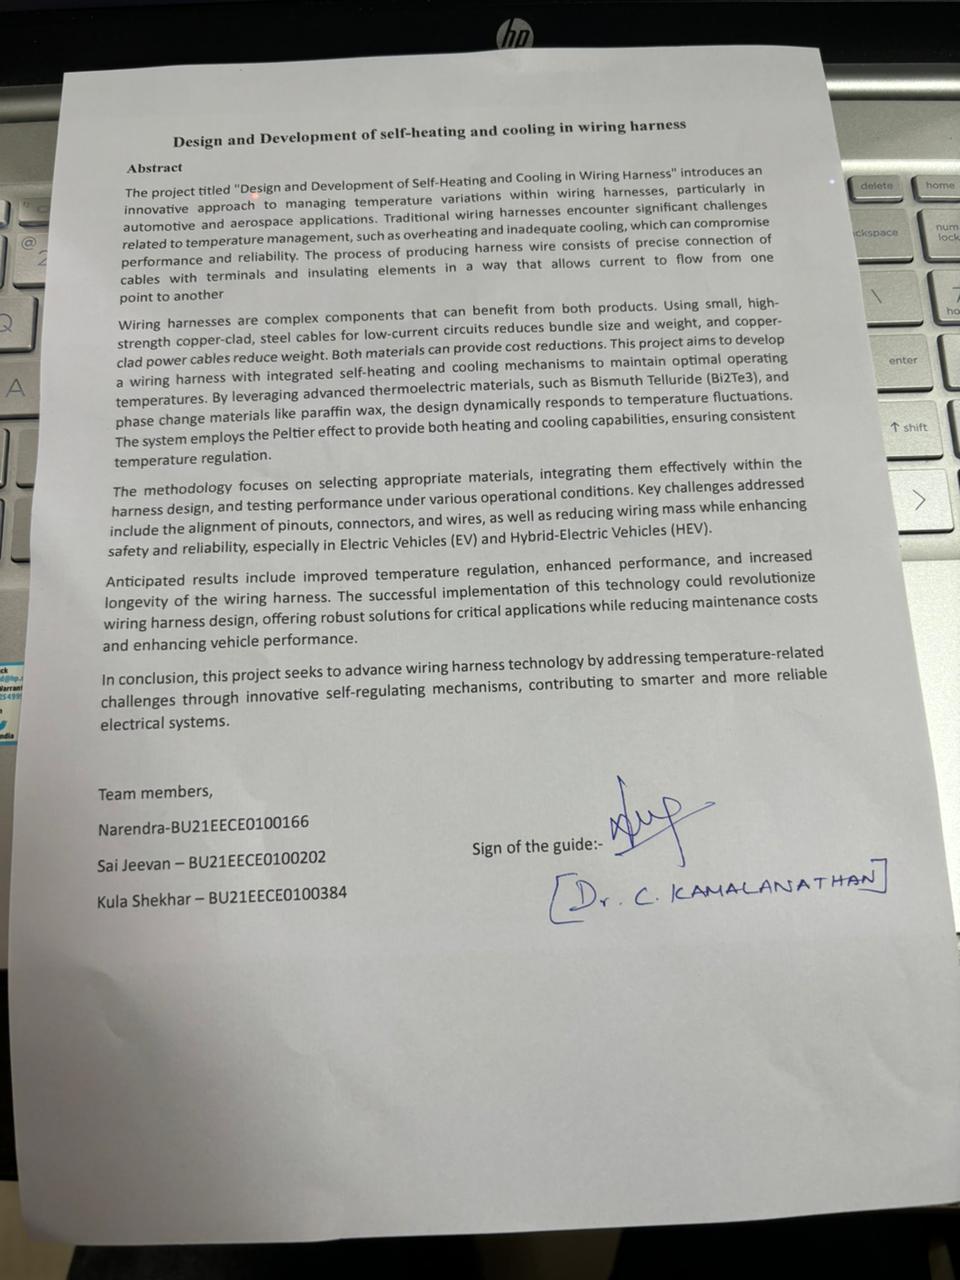 hp
Design and Development of self-heating and cooling in wiring harness
Abstract
The project titled "Design and Development of Self-Heating and Cooling in Wiring Harness" introduces an
innovative approach to managing temperature variations within wiring harnesses, particularly in
automotive and aerospace applications. Traditional wiring harnesses encounter significant challenges
related to temperature management, such as overheating and inadequate cooling, which can compromise
performance and reliability. The process of producing harness wire consists of precise connection of
cables with terminals and insulating elements in a way that allows current to flow from one
point to another
Wiring harnesses are complex components that can benefit from both products. Using small, high-
strength copper-clad, steel cables for low-current circuits reduces bundle size and weight, and copper-
clad power cables reduce weight. Both materials can provide cost reductions. This project aims to develop
a wiring harness with integrated self-heating and cooling mechanisms to maintain optimal operating
temperatures. By leveraging advanced thermoelectric materials, such as Bismuth Telluride (Bi2Te3), and
phase change materials like paraffin wax, the design dynamically responds to temperature fluctuations.
The system employs the Peltier effect to provide both heating and cooling capabilities, ensuring consistent
temperature regulation.
The methodology focuses on selecting appropriate materials, integrating them effectively within the
harness design, and testing performance under various operational conditions. Key challenges addressed
include the alignment of pinouts, connectors, and wires, as well as reducing wiring mass while enhancing
safety and reliability, especially in Electric Vehicles (EV) and Hybrid-Electric Vehicles (HEV).
Anticipated results include improved temperature regulation, enhanced performance, and increased
longevity of the wiring harness. The successful implementation of this technology could revolutionize
wiring harness design, offering robust solutions for critical applications while reducing maintenance costs
and enhancing vehicle performance.
In conclusion, this project seeks to advance wiring harness technology by addressing temperature-related
challenges through innovative self-regulating mechanisms, contributing to smarter and more reliable
electrical systems.
Team members,
Narendra-BU21EECE0100166
Sai Jeevan – BU21EECE0100202
Kula Shekhar – BU21EECE0100384
Sign of the guide:-
[Dr. C. KAMALANATHAN]
delete
home
ckspace
num
lock
\
enter
↑ shift
>
@
2
Q
A